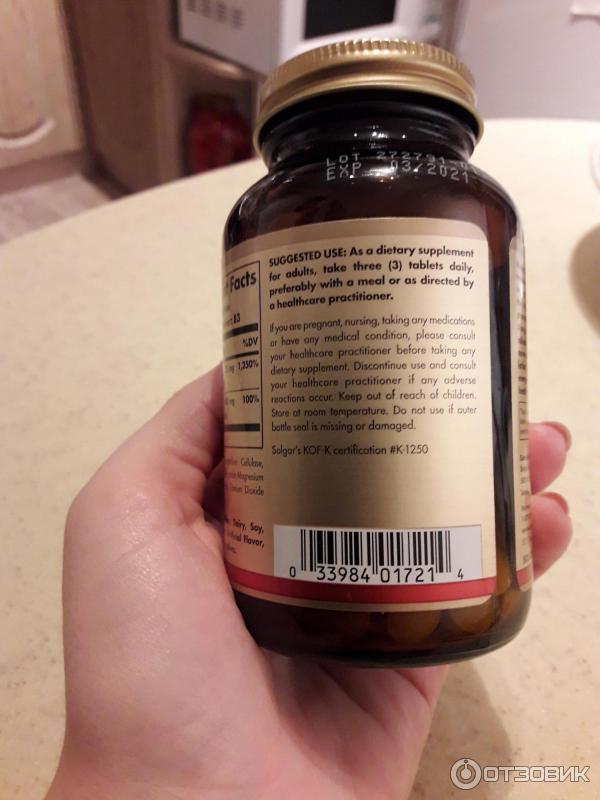 LOT
EXP 03/2021
Facts
B3
%DV
mg 1,250%
mg 100%
Cellulose,
Magnesium
Dioxide
Dairy, Soy,
Flavor,
SUGGESTED USE: As a dietary supplement
for adults, take three (3) tablets daily,
preferably with a meal or as directed by
a healthcare practitioner.
If you are pregnant, nursing, taking any medications
or have any medical condition, please consult
your healthcare practitioner before taking any
dietary supplement. Discontinue use and consult
your healthcare practitioner if any adverse
reactions occur. Keep out of reach of children.
Store at room temperature. Do not use if outer
bottle seal is missing or damaged.
Solgar's KOF-K certification #K-1250
0 33984 01721 4
ОТЗОВИК